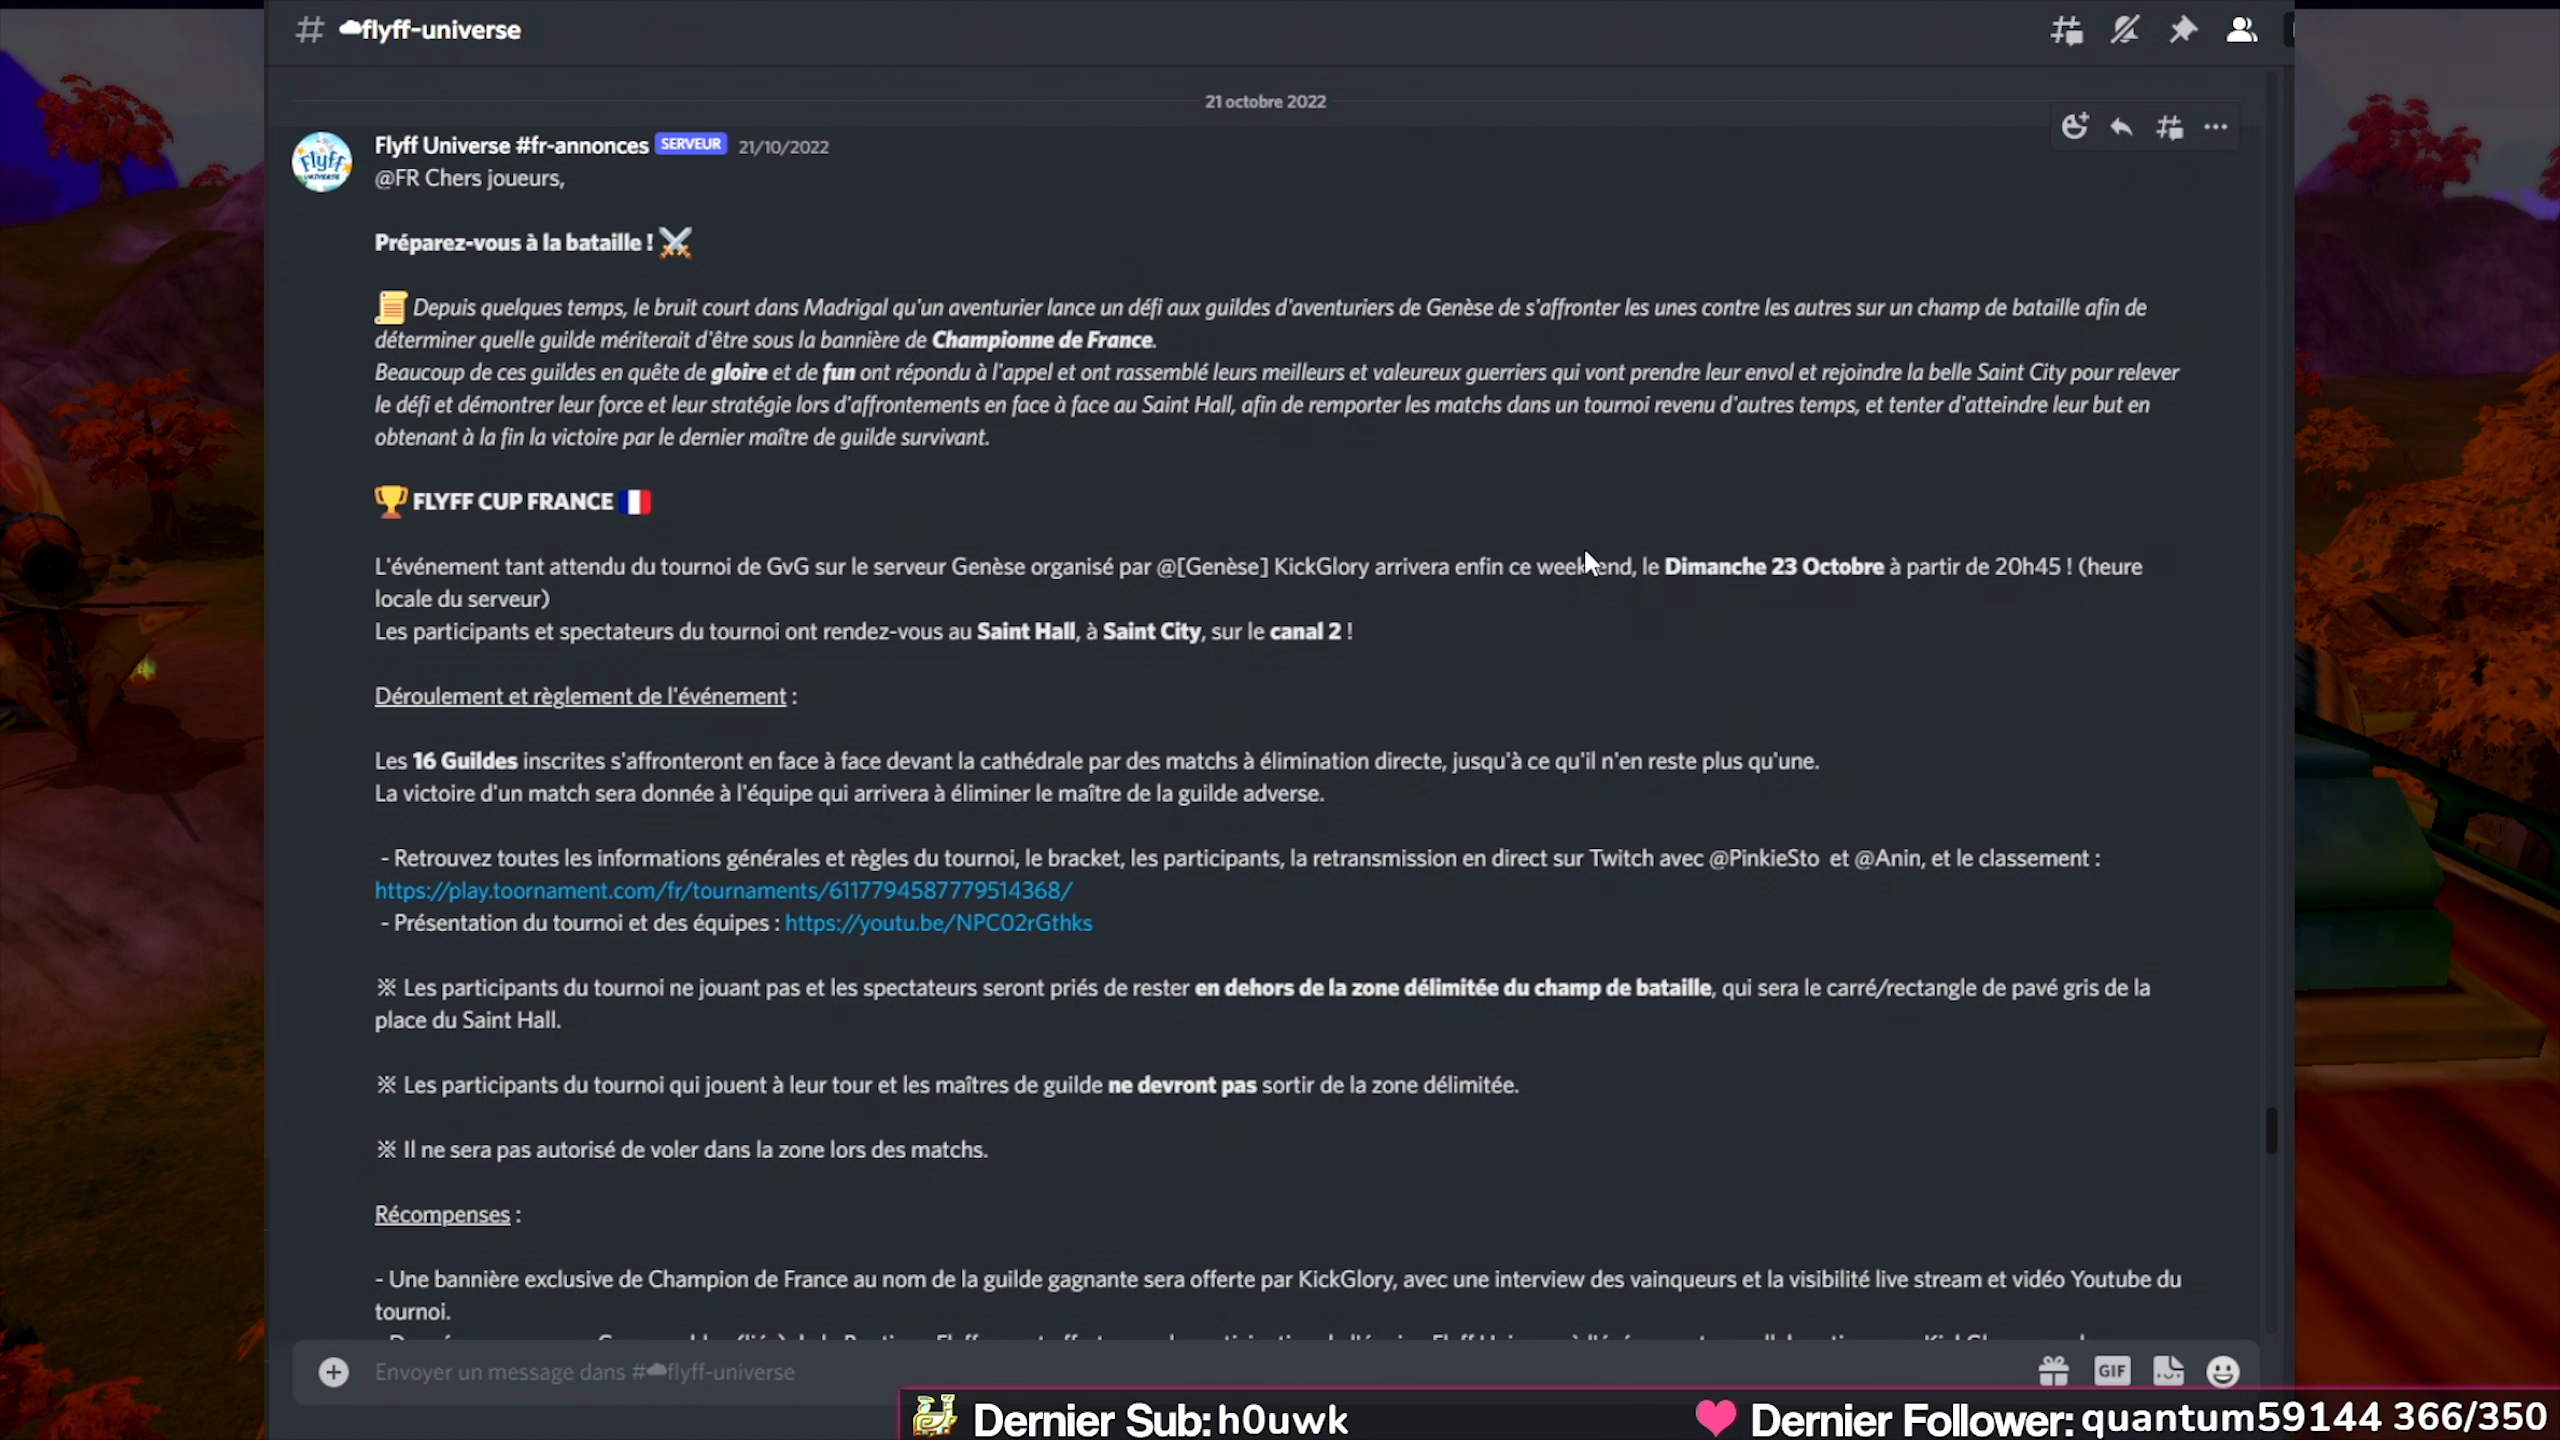 flyff-universe
21 octobre 2022
Flyff Universe #fr-annonces SERVEUR 21/10/2022
@FR Chers joueurs,
Préparez-vous à la bataille !
Depuis quelques temps, le bruit court dans Madrigal qu'un aventurier lance un défi aux guildes d'aventuriers de Genèse de s'affronter les unes contre les autres sur un champ de bataille afin de
déterminer quelle guilde mériterait d'être sous la bannière de Championne de France.
Beaucoup de ces guildes en quête de gloire et de fun ont répondu à l'appel et ont rassemblé leurs meilleurs et valeureux guerriers qui vont prendre leur envol et rejoindre la belle Saint City pour relever
le défi et démontrer leur force et leur stratégie lors d'affrontements en face à face au Saint Hall, afin de remporter les matchs dans un tournoi revenu d'autres temps, et tenter d'atteindre leur but en
obtenant à la fin la victoire par le dernier maître de guilde survivant.
FLYFF CUP FRANCE
L'événement tant attendu du tournoi de GvG sur le serveur Genèse organisé par @[Genèse] KickGlory arrivera enfin ce weekend, le Dimanche 23 Octobre à partir de 20h45 ! (heure
locale du serveur)
Les participants et spectateurs du tournoi ont rendez-vous au Saint Hall, à Saint City, sur le canal 2 !
Déroulement et règlement de l'événement :
Les 16 Guildes inscrites s'affronteront en face à face devant la cathédrale par des matchs à élimination directe, jusqu'à ce qu'il n'en reste plus qu'une.
La victoire d'un match sera donnée à l'équipe qui arrivera à éliminer le maître de la guilde adverse.
- Retrouvez toutes les informations générales et règles du tournoi, le bracket, les participants, la retransmission en direct sur Twitch avec @PinkieSto et @Anin, et le classement :
https://play.toornament.com/fr/tournaments/6117794587779514368/
- Présentation du tournoi et des équipes : https://youtu.be/NPC02rGthks
※ Les participants du tournoi ne jouant pas et les spectateurs seront priés de rester en dehors de la zone délimitée du champ de bataille, qui sera le carré/rectangle de pavé gris de la
place du Saint Hall.
※ Les participants du tournoi qui jouent à leur tour et les maîtres de guilde ne devront pas sortir de la zone délimitée.
※ Il ne sera pas autorisé de voler dans la zone lors des matchs.
Récompenses :
- Une bannière exclusive de Champion de France au nom de la guilde gagnante sera offerte par KickGlory, avec une interview des vainqueurs et la visibilité live stream et vidéo Youtube du
tournoi.
Envoyer un message dans #flyff-universe
GIF
Dernier Sub: h0uwk
Dernier Follower: quantum59144 366/350